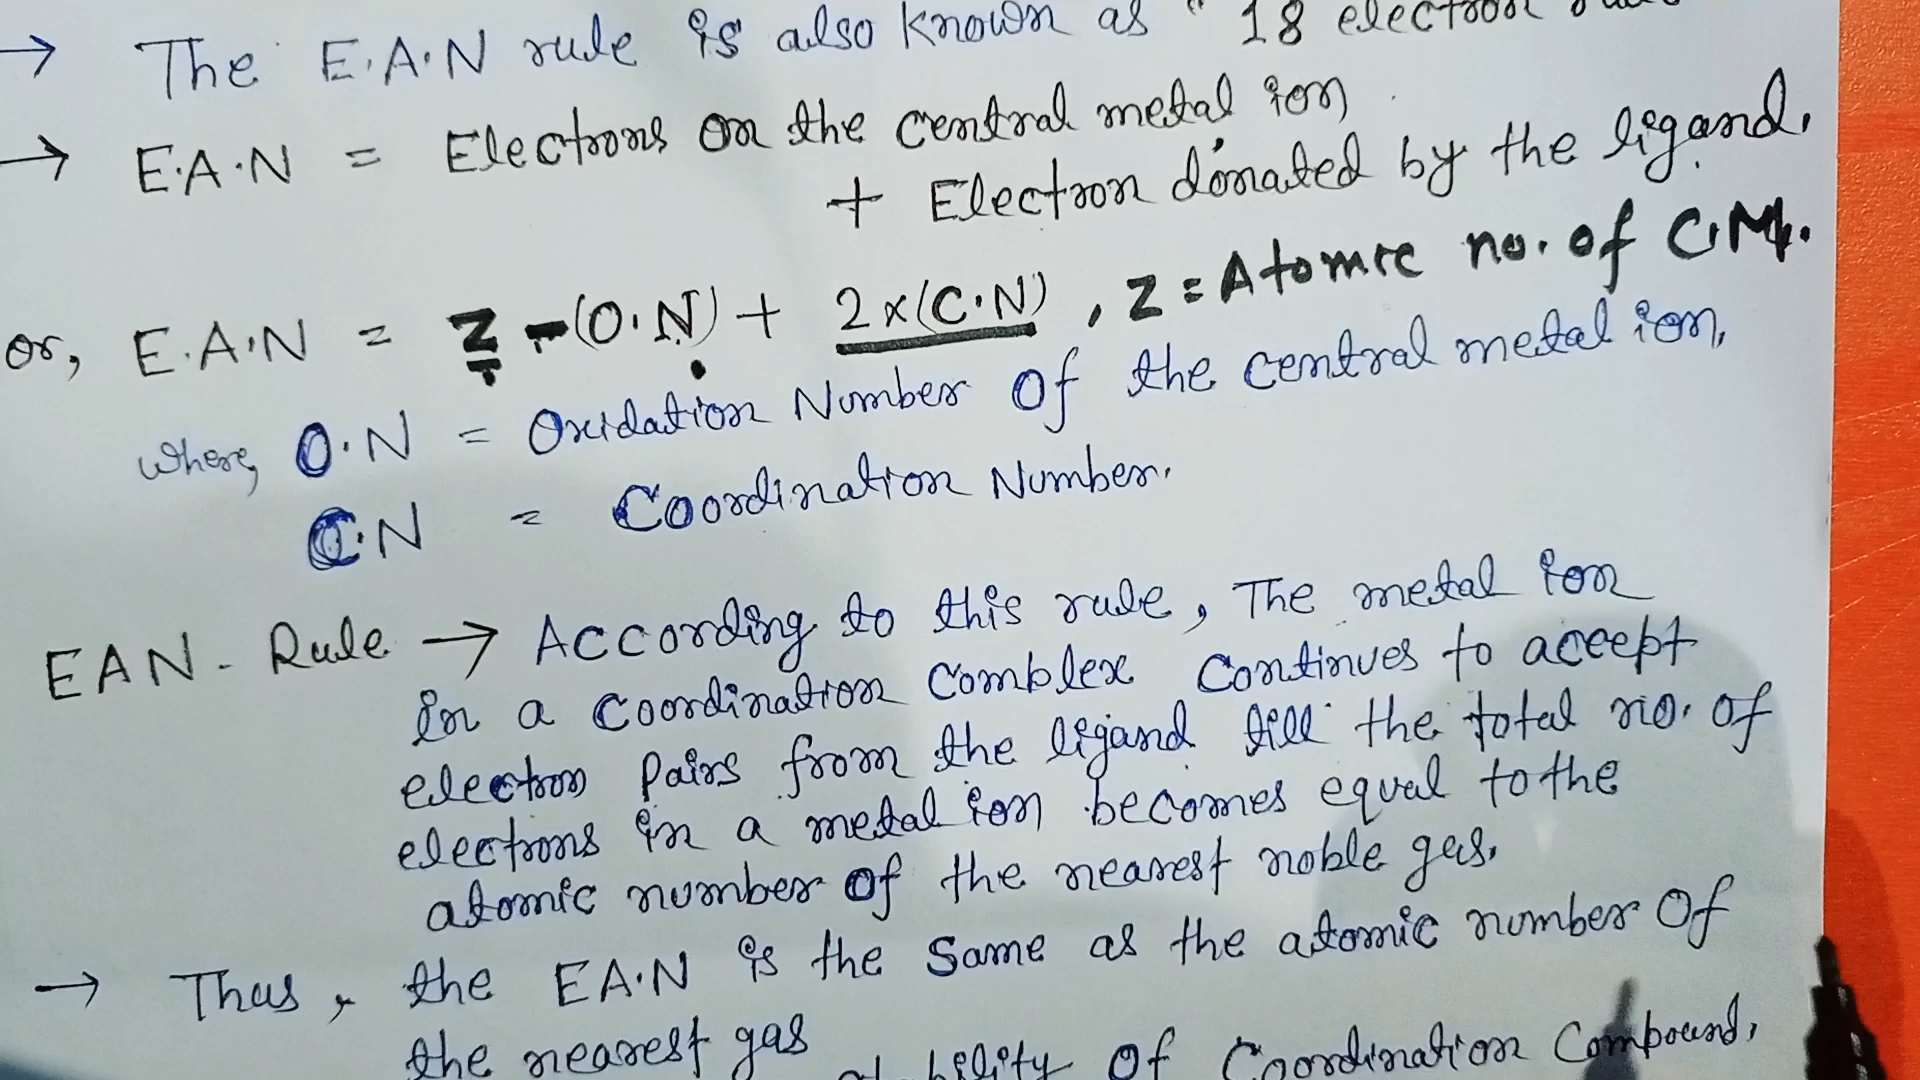 → The E.A.N rule is also known as " 18 electron
→ E.A.N = Electrons on the central metal ion
+ Electron donated by the ligand.
or, E.A.N = Z - (O.N) + 2x(C.N) , Z = Atomic no. of C.M.
where, O.N = Oxidation Number Of the central metal ion,
C.N = Coordination Number.
EAN - Rule → According to this rule, The metal ion
in a Coordination Complex Continues to accept
electron Pairs from the ligand till the total no. of
electrons in a metal ion becomes equal to the
atomic number of the nearest noble gas.
→ Thus, the EA.N is the Same as the atomic number Of
the nearest gas
Of Coordination Compound,